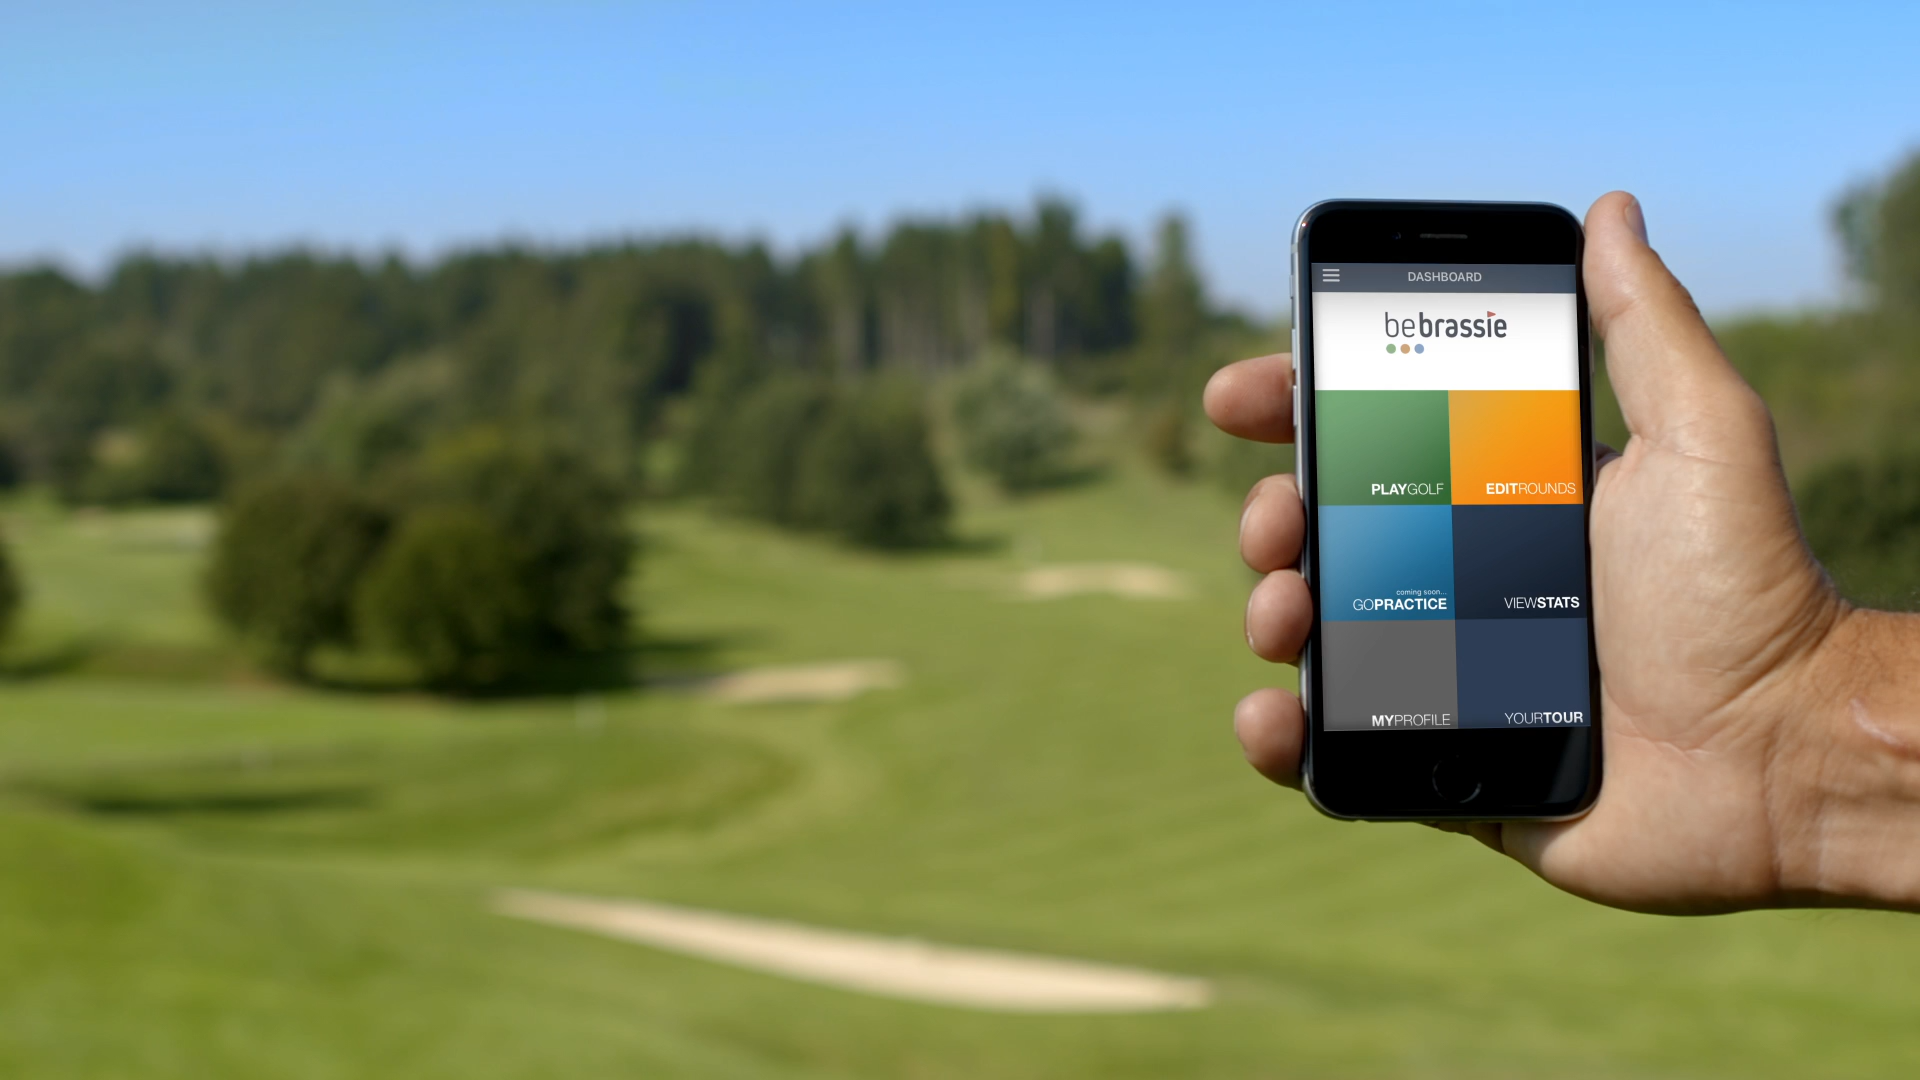 DASHBOARD
bebrassie
PLAYGOLF
EDITROUNDS
coming soon...
GOPRACTICE
VIEWSTATS
MYPROFILE
YOURTOUR